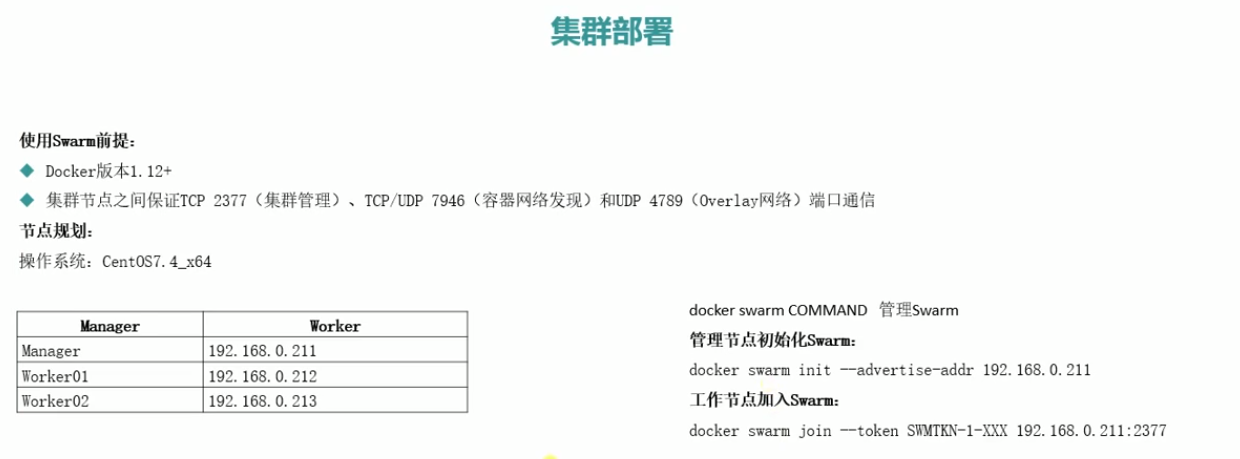 集群部署
使用Swarm前提：
Docker版本1.12+
集群节点之间保证TCP 2377（集群管理）、TCP/UDP 7946（容器网络发现）和UDP 4789（Overlay网络）端口通信
节点规划：
操作系统：CentOS7.4_x64
Manager Worker
Manager 192.168.0.211
Worker01 192.168.0.212
Worker02 192.168.0.213
docker swarm COMMAND 管理Swarm
管理节点初始化Swarm：
docker swarm init --advertise-addr 192.168.0.211
工作节点加入Swarm：
docker swarm join --token SWMTKN-1-XXX 192.168.0.211:2377